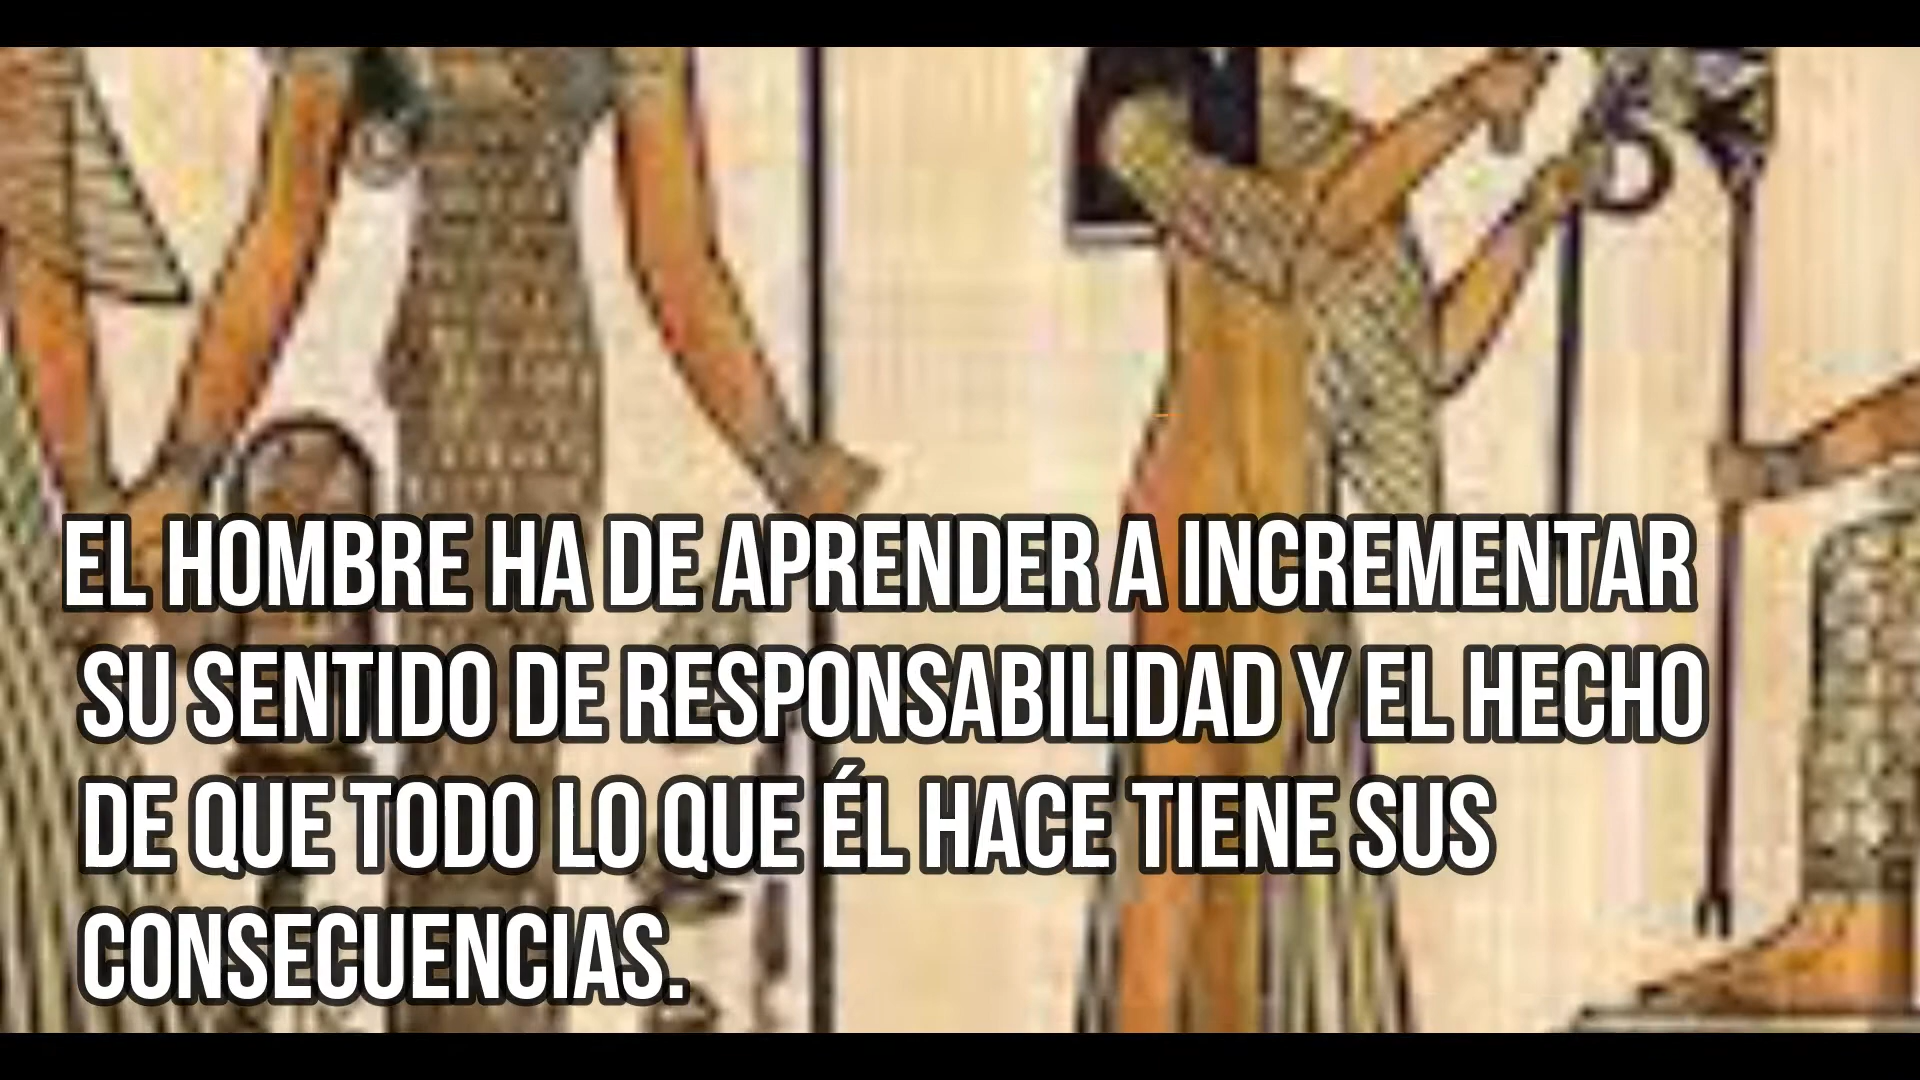 EL HOMBRE HA DE APRENDER A INCREMENTAR
SU SENTIDO DE RESPONSABILIDAD Y EL HECHO
DE QUE TODO LO QUE ÉL HACE TIENE SUS
CONSECUENCIAS.